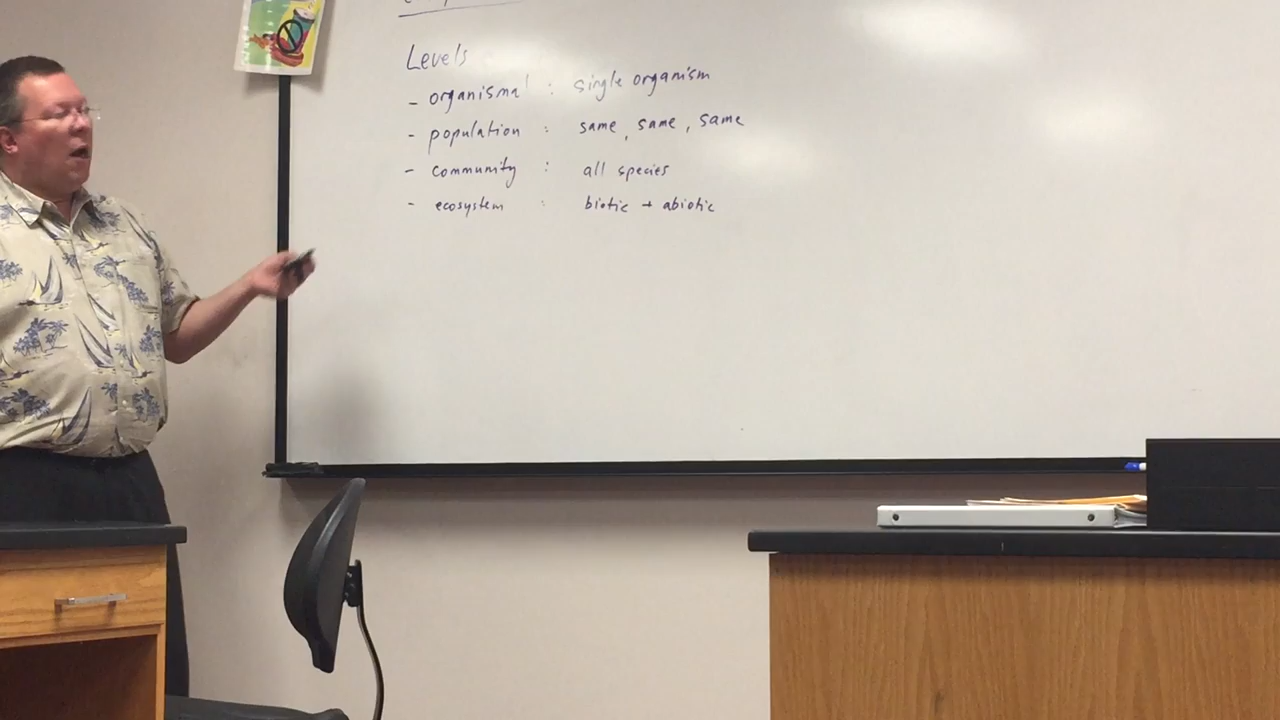 Levels
- organismal : single organism
- population : same, same, same
- community : all species
- ecosystem : biotic + abiotic